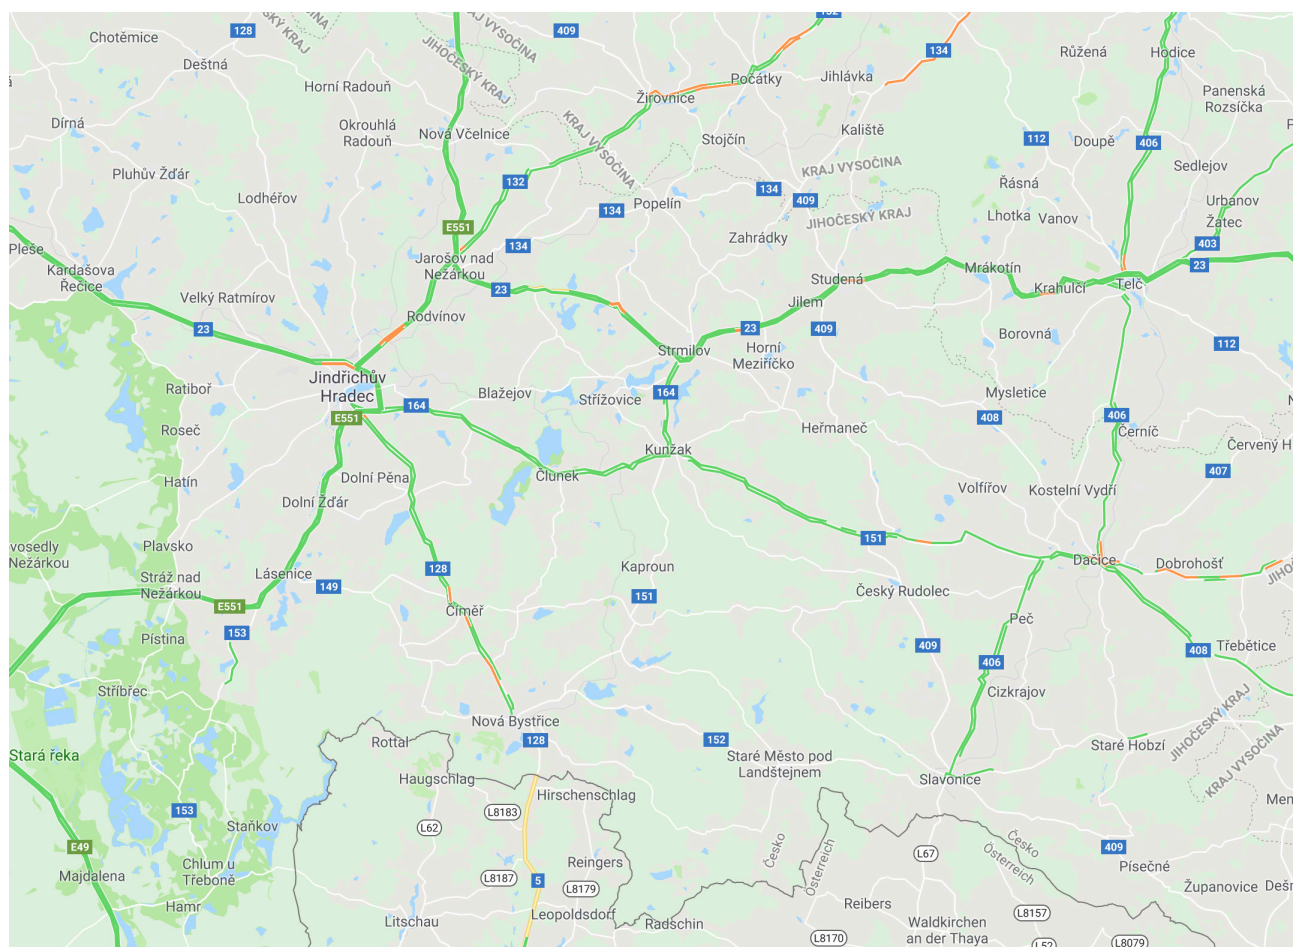 132
Chotěmice
128
JIHOČESKÝ KRAJ
KRAJ VYSOČINA
409
134
Růžená
Hodice
Deštná
Horní Radouň
Počátky
Jihlávka
Žirovnice
Panenská
Rozsíčka
Dírná
Okrouhlá
Radouň
Nová Včelnice
KRAJ VYSOČINA
Stojčín
Kaliště
112
Doupě
406
Sedlejov
Pluhův Žďár
132
KRAJ VYSOČINA
Lodhéřov
134
409
Řásná
Urbanov
134
Popelín
JIHOČESKÝ KRAJ
Lhotka
Vanov
Žatec
E551
Pleše
134
Zahrádky
403
Kardašova
Řečice
Jarošov nad
Nežárkou
23
Mrákotín
Studená
Krahulčí
Telč
23
Velký Ratmírov
Jilem
23
Rodvínov
23
409
Borovná
112
Strmilov
Horní
Meziříčko
Jindřichův
Hradec
Ratiboř
Blažejov
Střížovice
164
Mysletice
164
E551
408
406
Roseč
Heřmaneč
Černíč
Červený H
Kunžak
407
Hatín
Dolní Pěna
Člunek
Volfířov
Kostelní Vydří
Dolní Žďár
151
Plavsko
vosedly
Nežárkou
Dačice
Dobrohošť
Stráž nad
Nežárkou
Lásenice
128
Kaproun
149
151
Český Rudolec
E551
Číměř
Peč
153
Pístina
409
408
Třebětice
406
Stříbřec
Cizkrajov
Nová Bystřice
128
152
JIHOČESKÝ KRAJ
KRAJ VYSOČINA
Rottal
Staré Hobzí
Stará řeka
Staré Město pod
Landštejnem
Haugschlag
Slavonice
Hirschenschlag
153
L8183
Staňkov
L62
E49
Česko
Österreich
Česko
Österreich
L67
409
Chlum u
Třeboně
Reingers
Písečné
Majdalena
L8187
5
L8179
Županovice
Hamr
Litschau
Leopoldsdorf
Radschin
Reibers
L8157
Waldkirchen
an der Thaya
L8170
L52
L8079